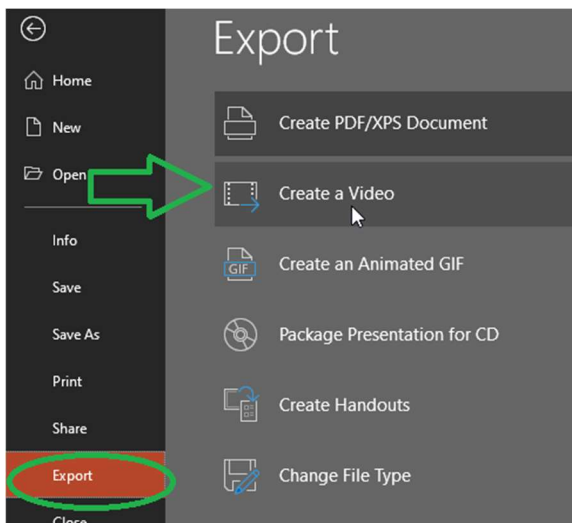 Export
Home
New
Open
Info
Save
Save As
Print
Share
Export
Close
Create PDF/XPS Document
Create a Video
Create an Animated GIF
GIF
Package Presentation for CD
Create Handouts
Change File Type